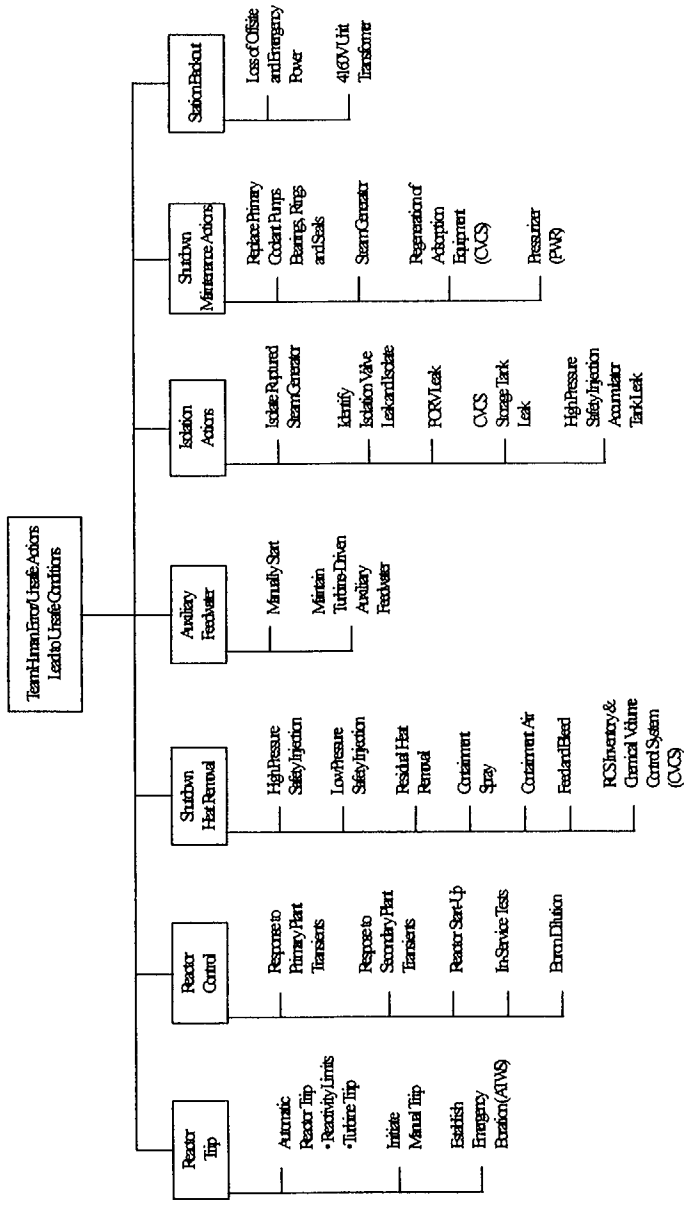 Team Human Error/Unsafe Actions
Lead to Unsafe Conditions
Reactor
Trip
Automatic
Reactor Trip
• Reactivity Limits
• Turbine Trip
Initiate
Manual Trip
Establish
Emergency
Boration (ATWS)
Reactor
Control
Response to
Primary Plant
Transients
Respose to
Secondary Plant
Transients
Reactor Start-Up
In-Service Tests
Boron Dilution
Shutdown
Heat Removal
High Pressure
Safety Injection
Low Pressure
Safety Injection
Residual Heat
Removal
Containment
Spray
Containment Air
Feed and Bleed
RCS Inventory &
Chemical Volume
Control System
(CVCS)
Auxiliary
Feedwater
Manually Start
Maintain
Turbine-Driven
Auxiliary
Feedwater
Isolation
Actions
Isolate Ruptured
Steam Generator
Identify
Isolation Valve
Leak and Isolate
PORV Leak
CVCS
Storage Tank
Leak
High Pressure
Safety Injection
Accumulator
Tank Leak
Shutdown
Maintenance Actions
Replace Primary
Coolant Pumps
Bearings, Rings
and Seals
Steam Generator
Regeneration of
Adsorption
Equipment
(CVCS)
Pressurizer
(PWR)
Station Backout
Loss of Offsite
and Emergency
Power
4160V Unit
Transformer